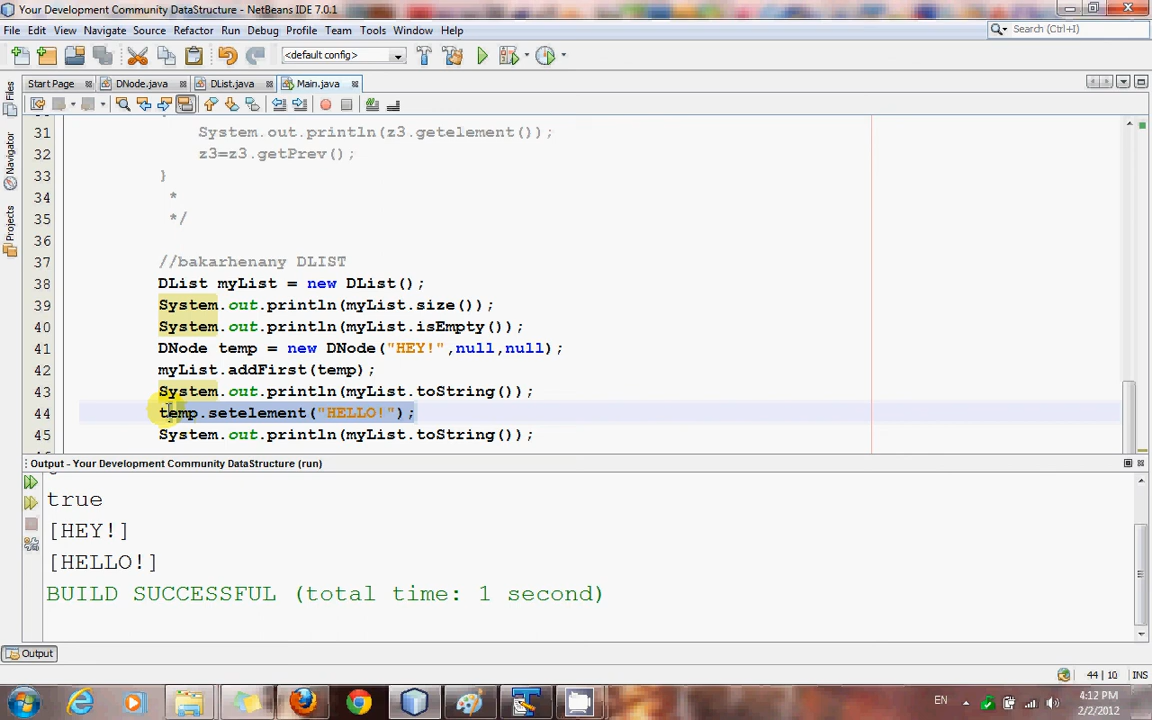 Your Development Community DataStructure - NetBeans IDE 7.0.1
File Edit View Navigate Source Refactor Run Debug Profile Team Tools Window Help
<default config> Search (Ctrl+I)
Start Page DNode.java DList.java Main.java
Files
Navigator
Projects
31 System.out.println(z3.getelement());
32 z3=z3.getPrev();
33 }
34 *
35 */
36
37 //bakarhenany DLIST
38 DList myList = new DList();
39 System.out.println(myList.size());
40 System.out.println(myList.isEmpty());
41 DNode temp = new DNode("HEY!",null,null);
42 myList.addFirst(temp);
43 System.out.println(myList.toString());
44 temp.setelement("HELLO!");
45 System.out.println(myList.toString());
Output - Your Development Community DataStructure (run)
true
[HEY!]
[HELLO!]
BUILD SUCCESSFUL (total time: 1 second)
Output
44|10 INS
EN 4:12 PM
2/2/2012